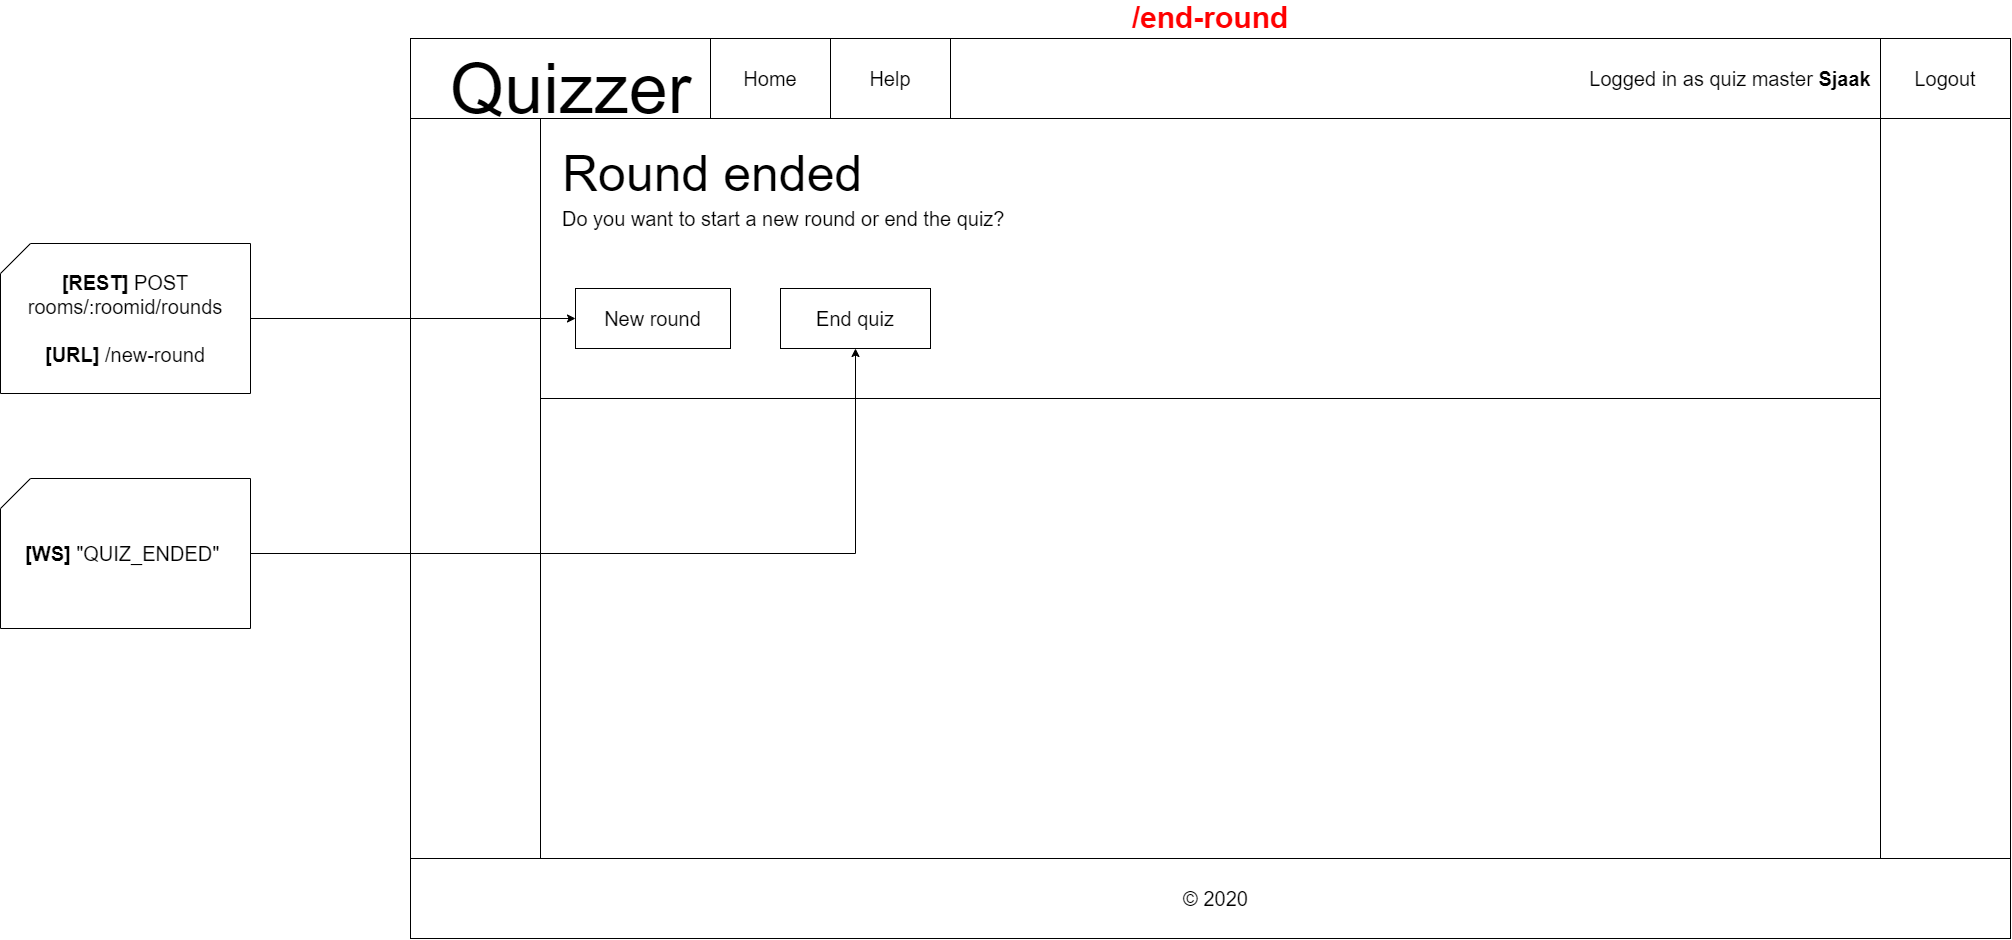 /end-round
Quizzer
Home
Help
Logged in as quiz master Sjaak
Logout
Round ended
Do you want to start a new round or end the quiz?
[REST] POST
rooms/:roomid/rounds
[URL] /new-round
New round
End quiz
[WS] "QUIZ_ENDED"
© 2020